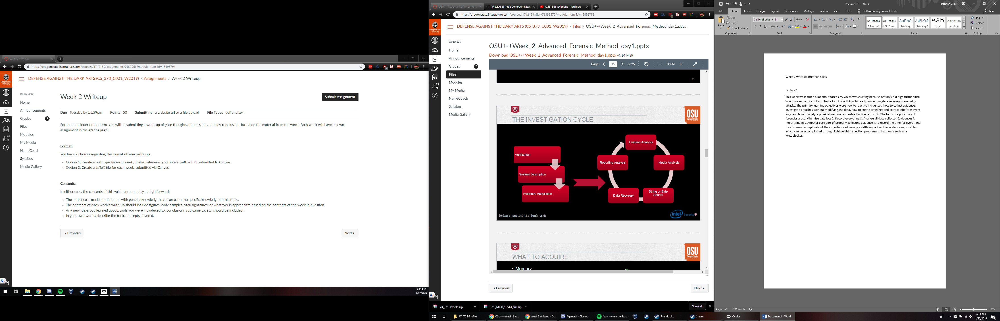 Week 2 Writeup
https://oregonstate.instructure.com/courses/1712159/assignments/7459966?module_item_id=18495791
Oregon State
University
DEFENSE AGAINST THE DARK ARTS (CS_373_C001_W2019) › Assignments › Week 2 Writeup
Winter 2019
Home
Announcements
Grades 2
Files
Modules
My Media
NameCoach
Syllabus
Media Gallery
95
Week 2 Writeup
Submit Assignment
Due Tuesday by 11:59pm Points 50 Submitting a website url or a file upload File Types pdf and tex
For the remainder of the term, you will be submitting a write-up of your thoughts, impressions, and any conclusions based on the material from the week. Each week will have its own
assignment in the grades page.
Format:
You have 2 choices regarding the format of your write-up:
• Option 1: Create a webpage for each week, hosted wherever you please, with a URL submitted to Canvas.
• Option 2: Create a LaTeX file for each week, submitted via Canvas.
Contents:
In either case, the contents of this write-up are pretty straightforward:
• The audience is made up of people with general knowledge in the area, but no specific knowledge of this topic.
• The contents of each week's write-up should include figures, code samples, yara signatures, or whatever is appropriate based on the contents of the week in question.
• Any new ideas you learned about, tools you were introduced to, conclusions you came to, etc. should be included.
• In your own words, describe the basic concepts covered.
Previous
Next
9:13 PM
1/22/2019
OSU+-+Week_2_Advanced_Foren
[RELEASE] Trade Computer Exten
(228) Subscriptions - YouTube
https://oregonstate.instructure.com/courses/1712159/files/73358472?module_item_id=18495789
Oregon State
University
DEFENSE AGAINST THE DARK ARTS (CS_373_C001_W2019) › Files › OSU+-+Week_2_Advanced_Forensic_Method_day1.pptx
Winter 2019
Home
Announcements
Grades 2
Files
Modules
My Media
NameCoach
Syllabus
Media Gallery
95
OSU+-+Week_2_Advanced_Forensic_Method_day1.pptx
Download OSU+-+Week_2_Advanced_Forensic_Method_day1.pptx (4.14 MB)
Page 15 of 35 ZOOM
14
THE INVESTIGATION CYCLE
OSU
Oregon State
Verification
System Description
Evidence Acquisition
Timeline Analysis
Reporting Analysis
Media Analysis
Data Recovery
String or Byte
Search
Defense Against the Dark Arts
intel Security
WHAT TO ACQUIRE
OSU
Oregon State
• Memory:
Previous
Next
VA_TCE-Profile.zip
TCE_MK.II_1.7.4.4_full.zip
Show all
VA_TCE-Profile
OSU+-+Week_2_A...
Week 2 Writeup - G...
#general - Discord
j'san - when the lea...
Friends List
Steam
Oculus
Document1 - Word
9:13 PM
1/22/2019
Document1 - Word
Brennan Giles
File Home Insert Design Layout References Mailings Review View Help Tell me what you want to do Share
Paste
Cut
Copy
Format Painter
Clipboard
Calibri (Body) 11
Font
Paragraph
AaBbCcDc AaBbCcDc AaBbCc AaBbCcC AaB AaBbCcD
¶ Normal ¶ No Spac... Heading 1 Heading 2 Title Subtitle
Styles
Find
Replace
Select
Editing
Week 2 write up Brennan Giles
Lecture 1
This week we learned a lot about forensics, which was exciting because not only did it go further into
Windows semantics but also had a lot of cool things to teach concerning data recovery + analyzing
attacks. The primary learning objectives were how to react to incidences, how to collect evidence,
investigate breaches without modifying the data, how to create timelines and extract info from event
logs, and how to analyze physical memory and extract artifacts from it. The four core principals of
forensics are 1. Minimize data loss 2. Record everything 3. Analyze all data collected (evidence) 4.
Report findings. Another core part of properly collecting evidence is to record the time for everything!
He also went in depth about the importance of leaving as little impact on the evidence as possible,
which can be accomplished through lightweight inspection programs or hardware such as a
writeblocker.
Page 1 of 1 155 words
100%